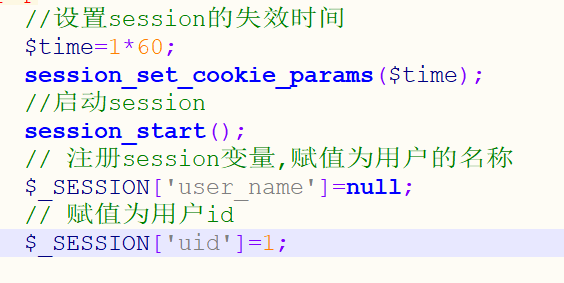 //设置session的失效时间
$time=1*60;
session_set_cookie_params($time);
//启动session
session_start();
// 注册session变量,赋值为用户的名称
$_SESSION['user_name']=null;
// 赋值为用户id
$_SESSION['uid']=1;